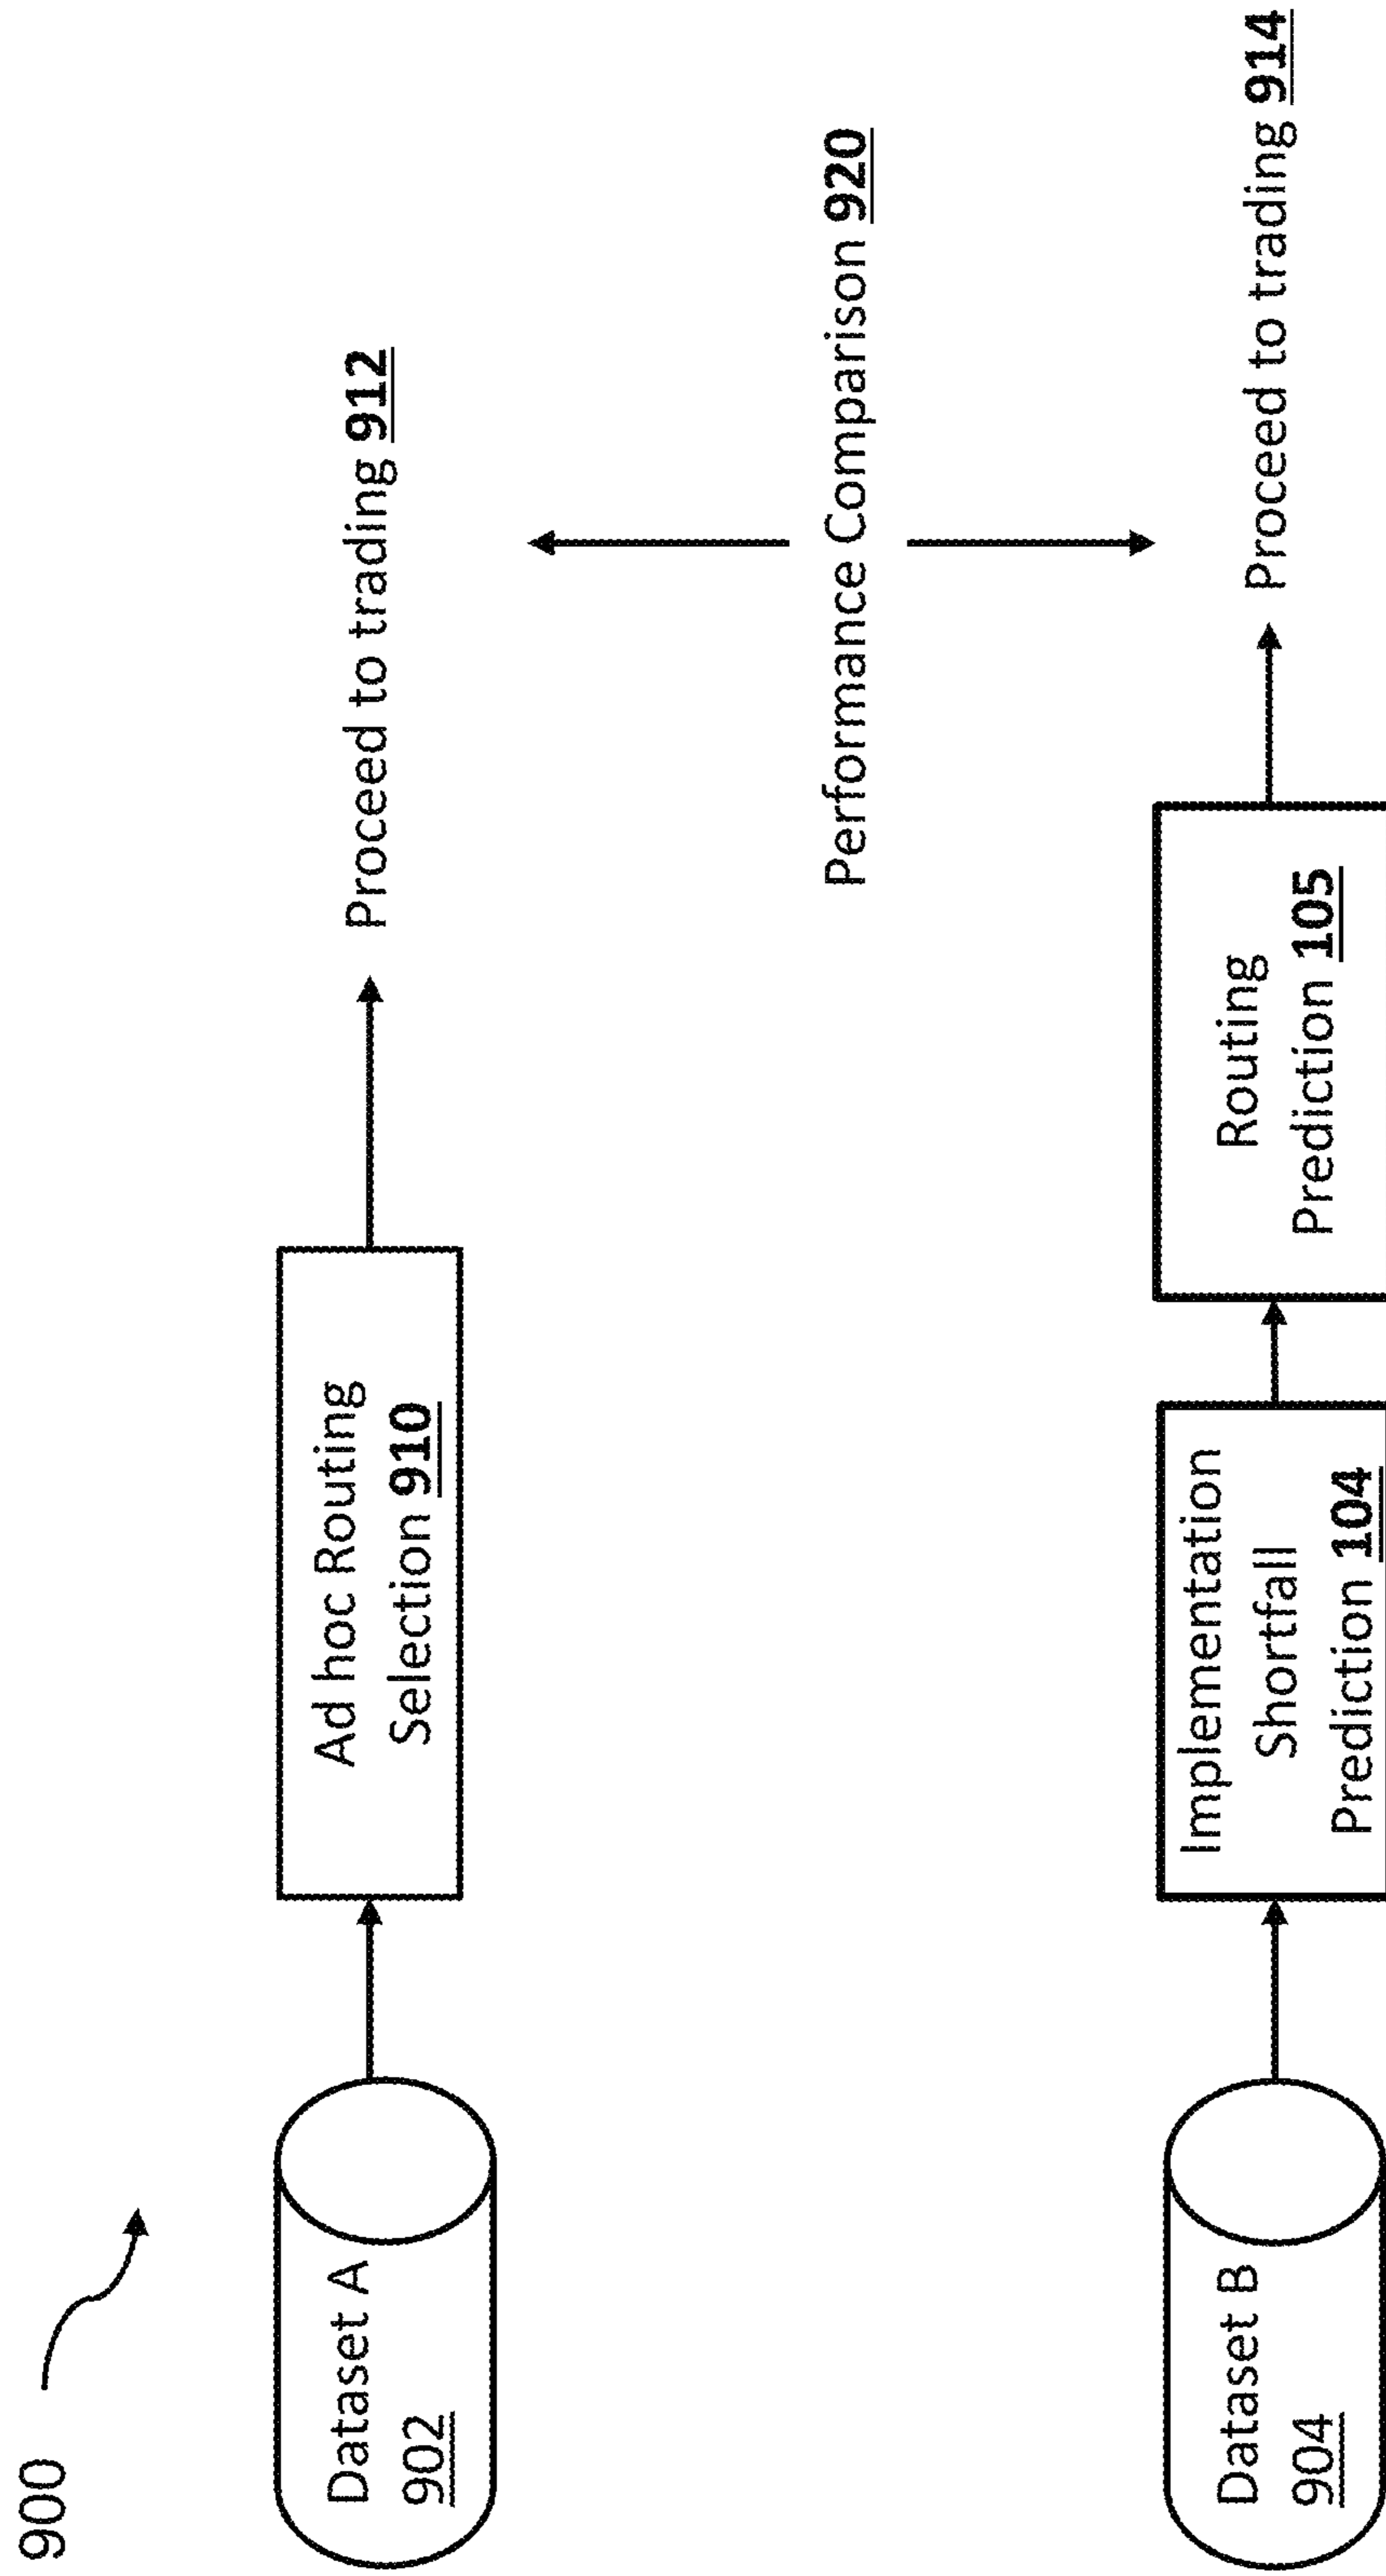 900
Dataset A
902
Ad hoc Routing
Selection 910
Proceed to trading 912
Performance Comparison 920
Dataset B
904
Implementation
Shortfall
Prediction 104
Routing
Prediction 105
Proceed to trading 914